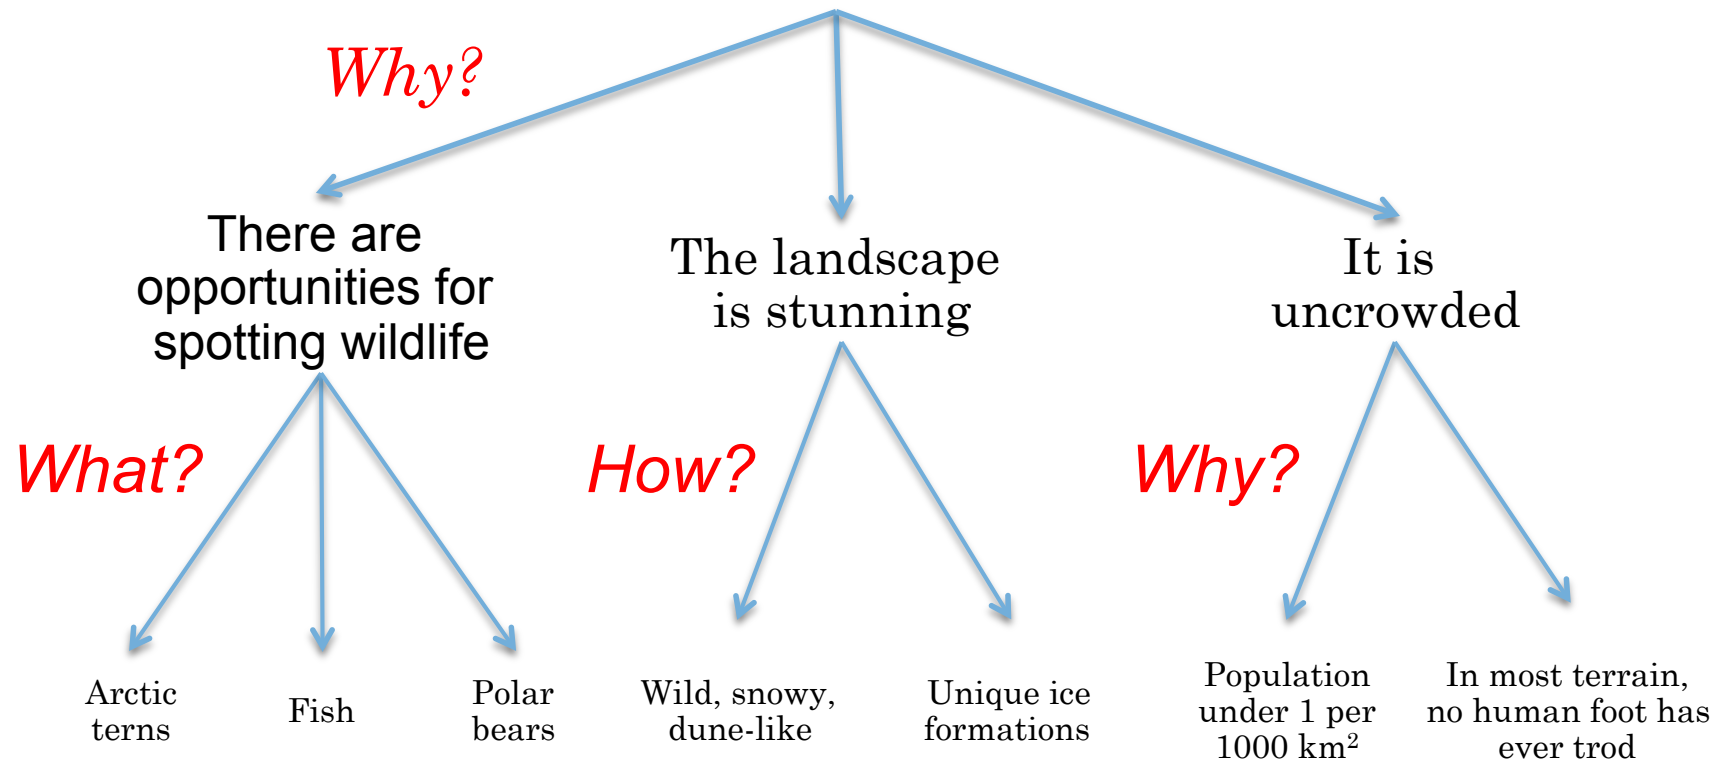 Why?
There are
opportunities for
spotting wildlife
The landscape
is stunning
It is
uncrowded
What?
How?
Why?
Arctic
terns
Fish
Polar
bears
Wild, snowy,
dune-like
Unique ice
formations
Population
under 1 per
1000 km²
In most terrain,
no human foot has
ever trod